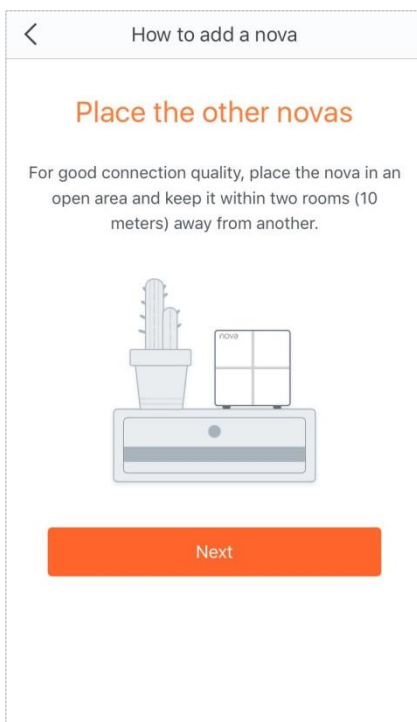 How to add a nova
Place the other novas
For good connection quality, place the nova in an
open area and keep it within two rooms (10
meters) away from another.
nova
Next